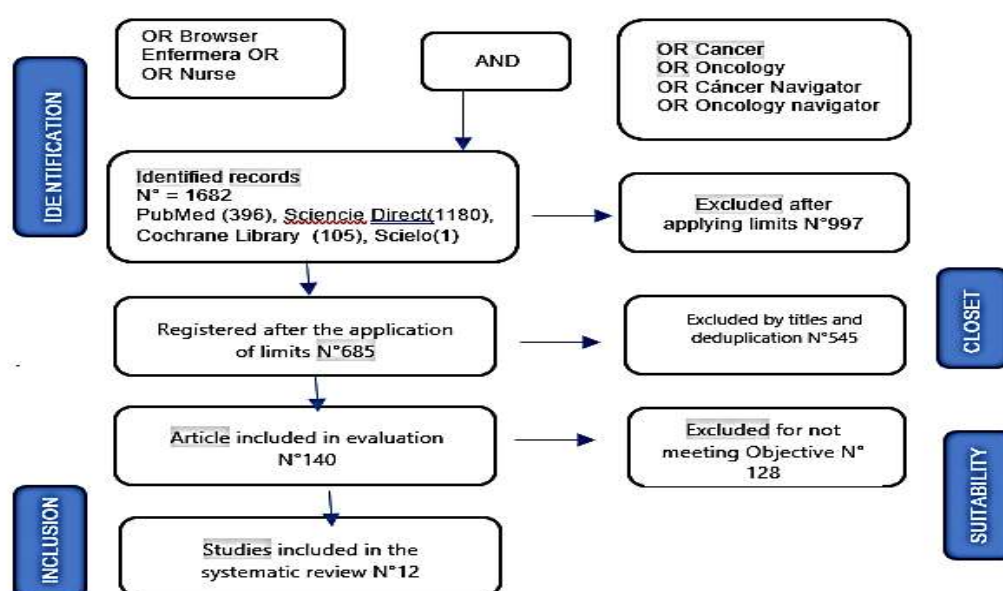 OR Browser
Enfermera OR
OR Nurse
AND
OR Cancer
OR Oncology
OR Cáncer Navigator
OR Oncology navigator
IDENTIFICATION
Identified records
N° = 1682
PubMed (396), Sciencie Direct(1180),
Cochrane Library (105), Scielo(1)
Excluded after
applying limits N°997
Registered after the application
of limits N°685
Excluded by titles and
deduplication N°545
CLOSET
Article included in evaluation
N°140
Excluded for not
meeting Objective N°
128
SUITABILITY
INCLUSION
Studies included in the
systematic review N°12